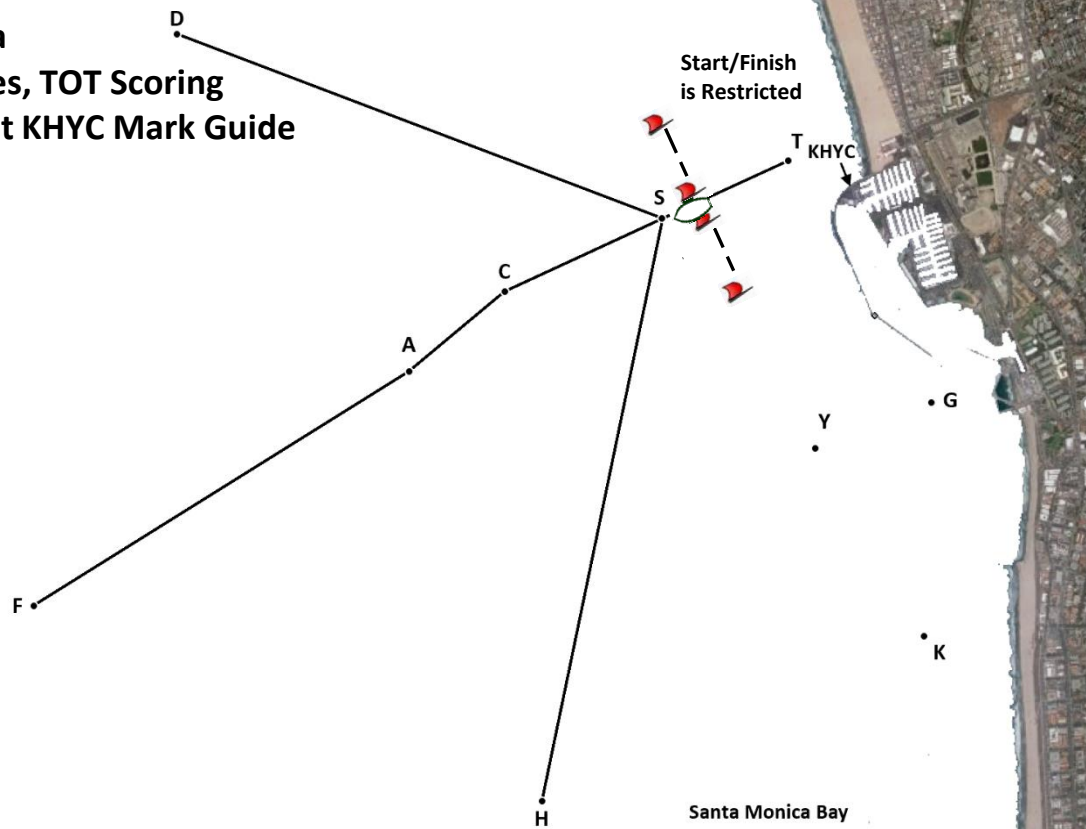 D
a
es, TOT Scoring
t KHYC Mark Guide
Start/Finish
is Restricted
T
KHYC
S
C
A
G
Y
F
K
H
Santa Monica Bay